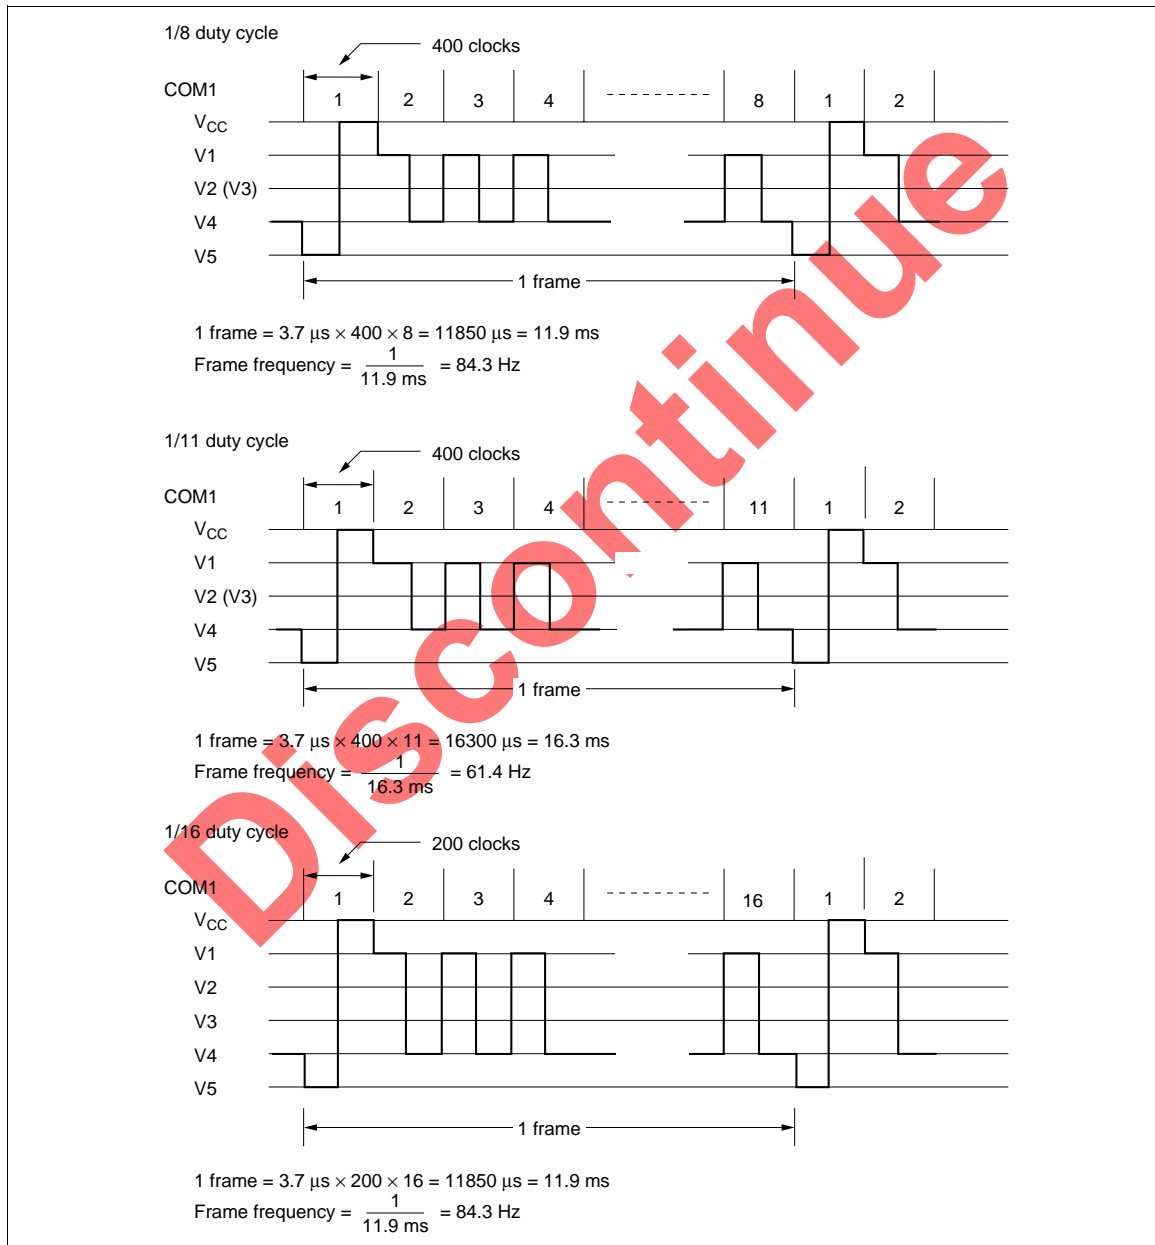 1/8 duty cycle
400 clocks
COM1
1 2 3 4 8 1 2
VCC
V1
V2 (V3)
V4
V5
1 frame
1 frame = 3.7 μs × 400 × 8 = 11850 μs = 11.9 ms
Frame frequency = 1 / 11.9 ms = 84.3 Hz
1/11 duty cycle
400 clocks
COM1
1 2 3 4 11 1 2
VCC
V1
V2 (V3)
V4
V5
1 frame
1 frame = 3.7 μs × 400 × 11 = 16300 μs = 16.3 ms
Frame frequency = 1 / 16.3 ms = 61.4 Hz
1/16 duty cycle
200 clocks
COM1
1 2 3 4 16 1 2
VCC
V1
V2
V3
V4
V5
1 frame
1 frame = 3.7 μs × 200 × 16 = 11850 μs = 11.9 ms
Frame frequency = 1 / 11.9 ms = 84.3 Hz
Discontinue